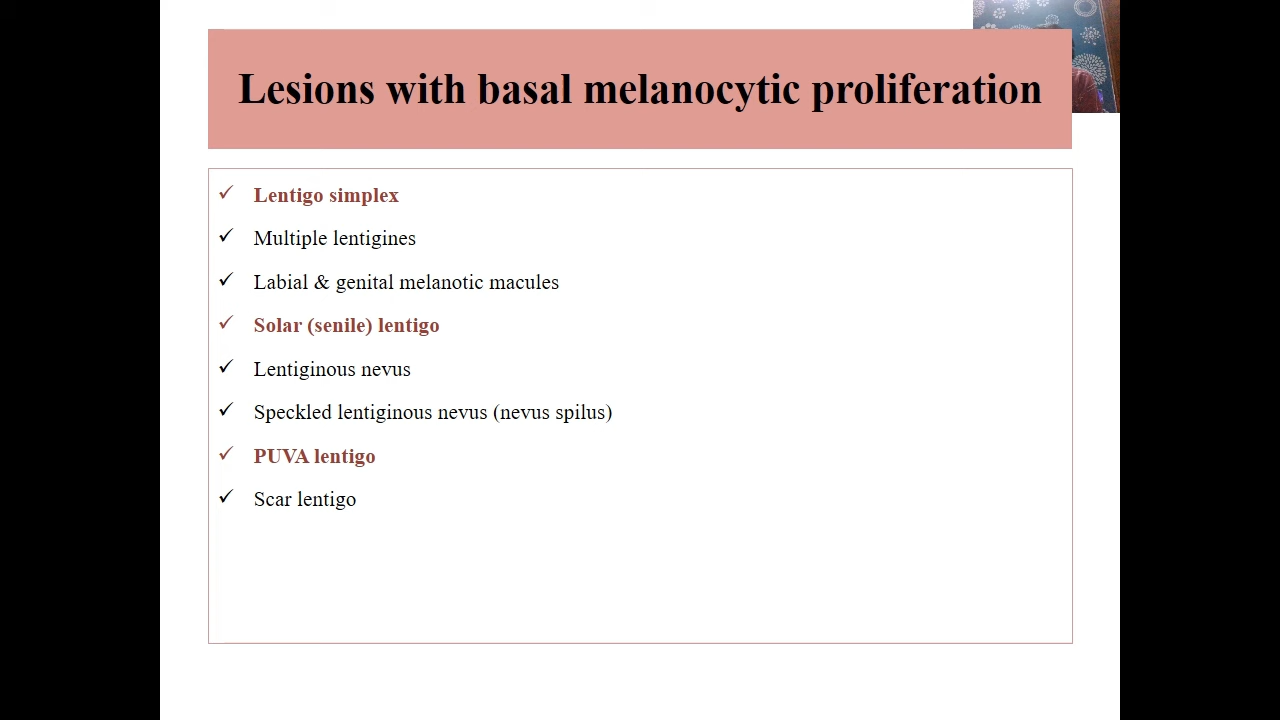 Lesions with basal melanocytic proliferation
Lentigo simplex
Multiple lentigines
Labial & genital melanotic macules
Solar (senile) lentigo
Lentiginous nevus
Speckled lentiginous nevus (nevus spilus)
PUVA lentigo
Scar lentigo